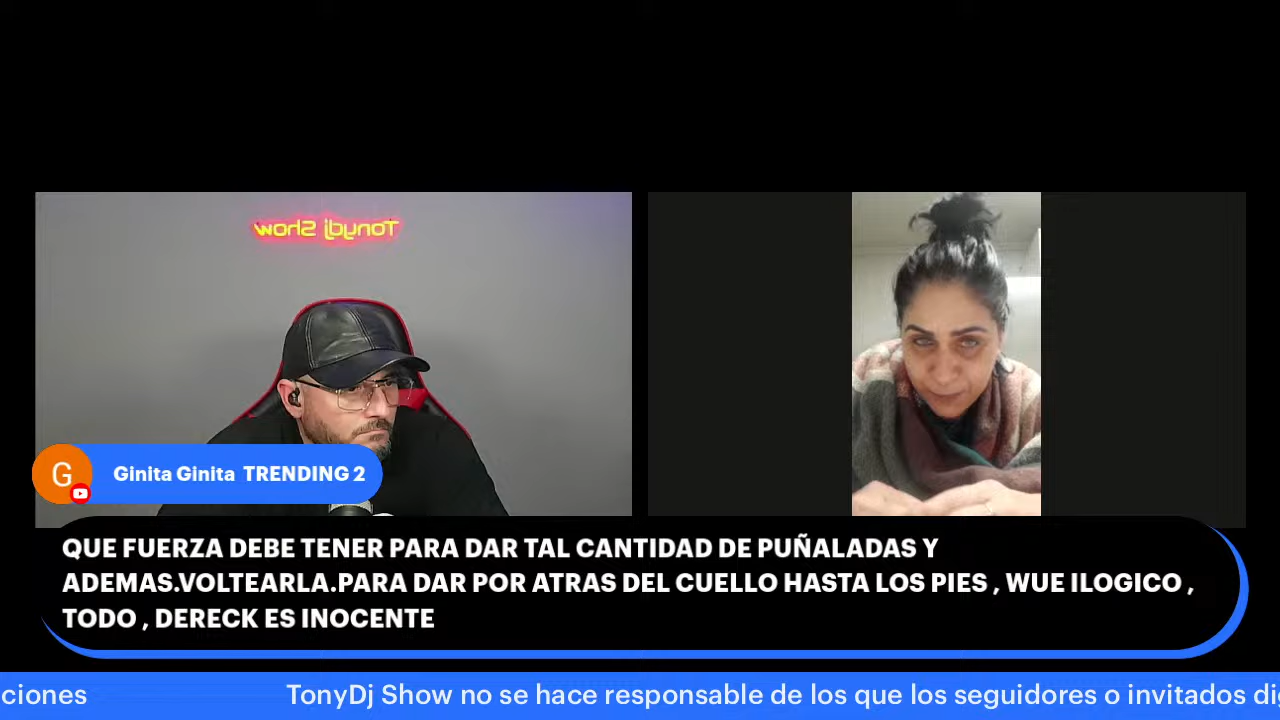 Tonydj Show
G
Ginita Ginita TRENDING 2
QUE FUERZA DEBE TENER PARA DAR TAL CANTIDAD DE PUÑALADAS Y
ADEMAS.VOLTEARLA.PARA DAR POR ATRAS DEL CUELLO HASTA LOS PIES , WUE ILOGICO ,
TODO , DERECK ES INOCENTE
ciones TonyDj Show no se hace responsable de los que los seguidores o invitados